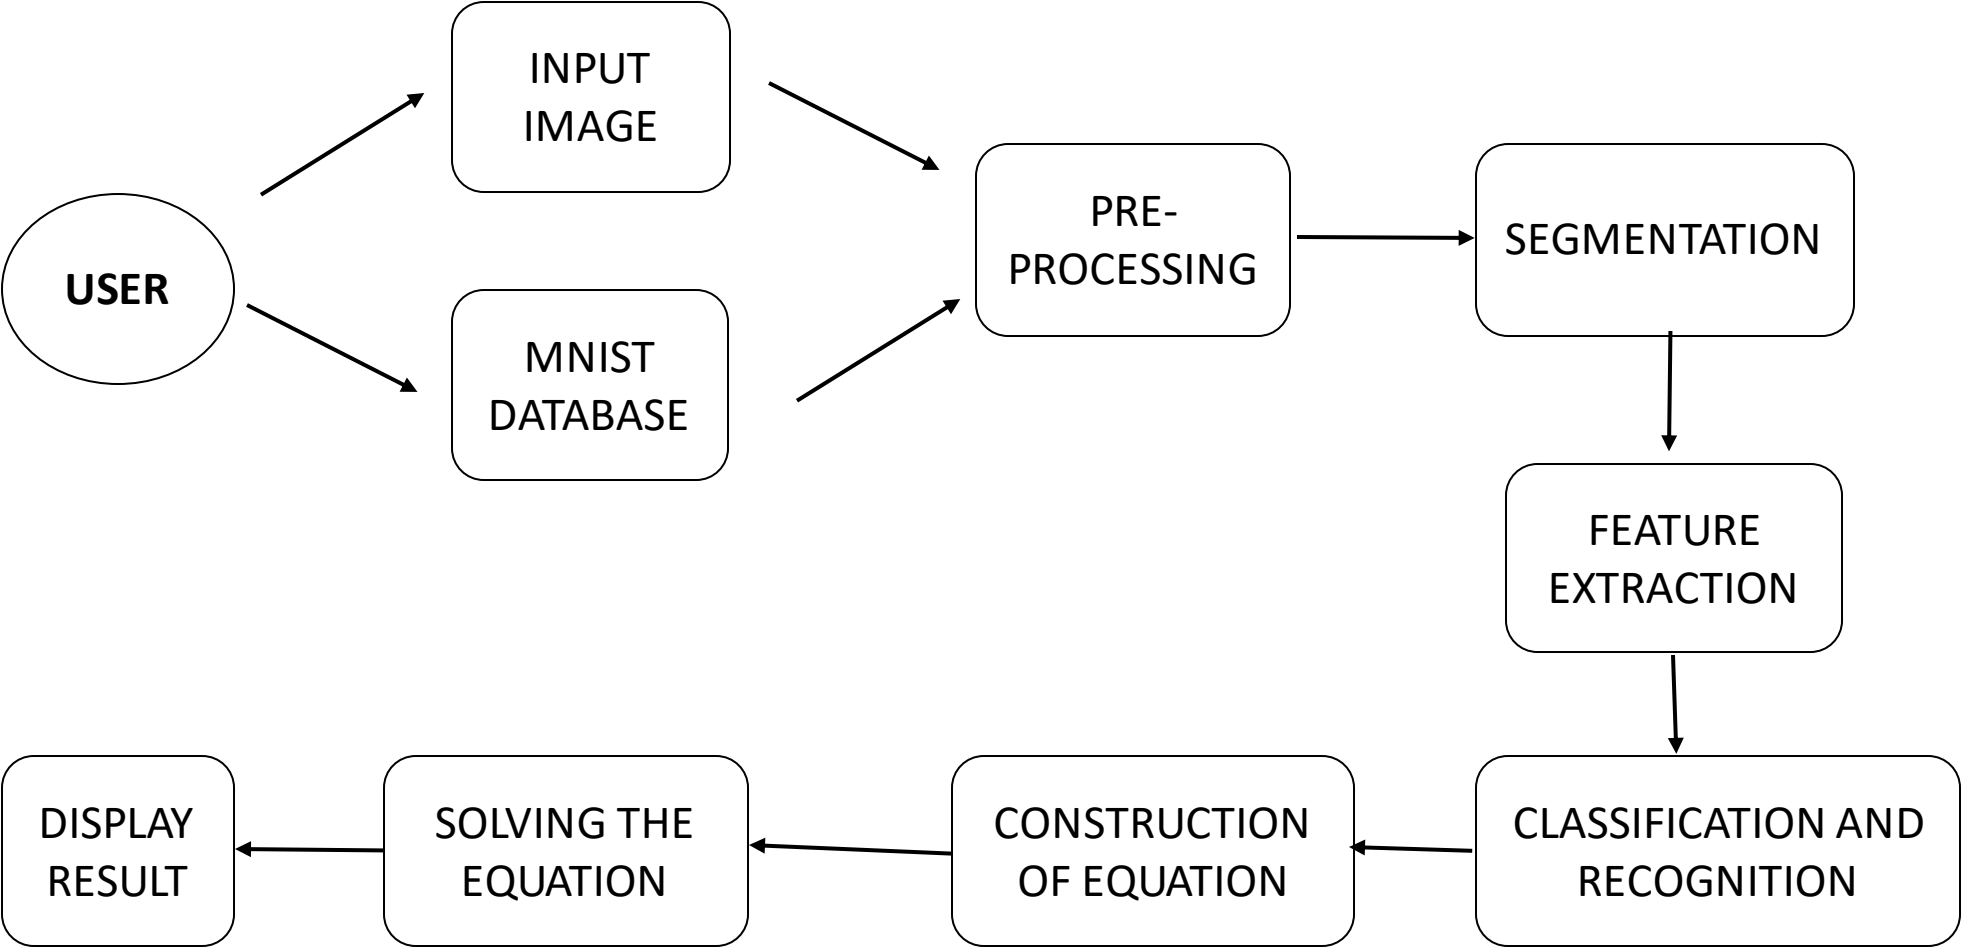 INPUT
IMAGE
USER
MNIST
DATABASE
PRE-
PROCESSING
SEGMENTATION
FEATURE
EXTRACTION
CLASSIFICATION AND
RECOGNITION
CONSTRUCTION
OF EQUATION
SOLVING THE
EQUATION
DISPLAY
RESULT